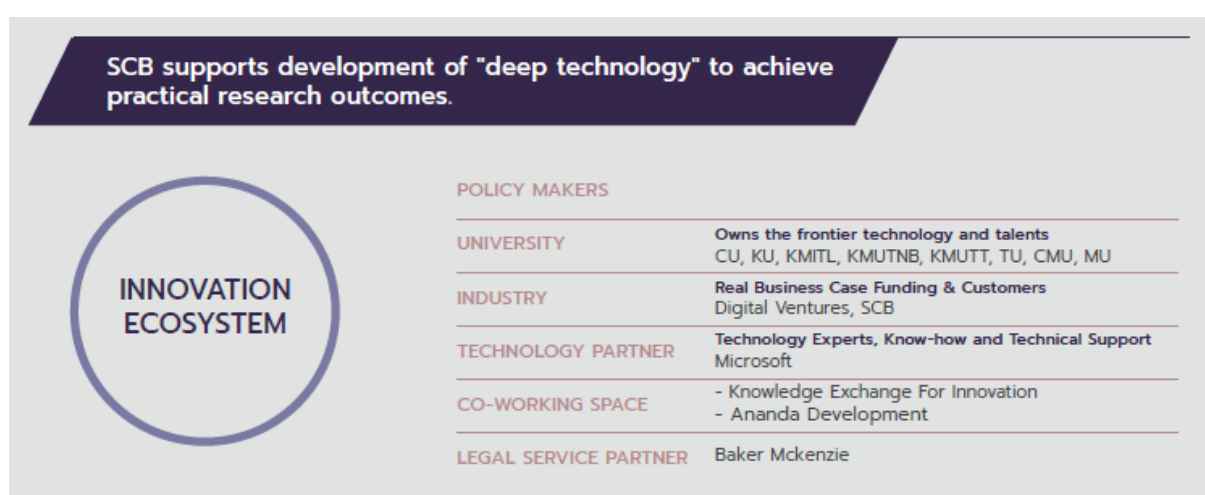 SCB supports development of "deep technology" to achieve
practical research outcomes.
INNOVATION
ECOSYSTEM
POLICY MAKERS
UNIVERSITY
Owns the frontier technology and talents
CU, KU, KMITL, KMUTNB, KMUTT, TU, CMU, MU
INDUSTRY
Real Business Case Funding & Customers
Digital Ventures, SCB
TECHNOLOGY PARTNER
Technology Experts, Know-how and Technical Support
Microsoft
CO-WORKING SPACE
- Knowledge Exchange For Innovation
- Ananda Development
LEGAL SERVICE PARTNER
Baker Mckenzie